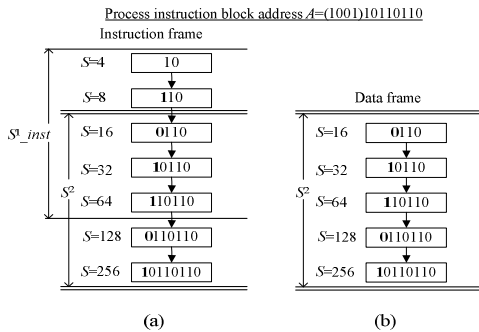 Process instruction block address A=(1001)10110110
Instruction frame
S=4 10
S=8 110
S=16 0110
S=32 10110
S=64 110110
S=128 0110110
S=256 10110110
S¹_inst
S²
(a)
Data frame
S=16 0110
S=32 10110
S=64 110110
S=128 0110110
S=256 10110110
S²
(b)